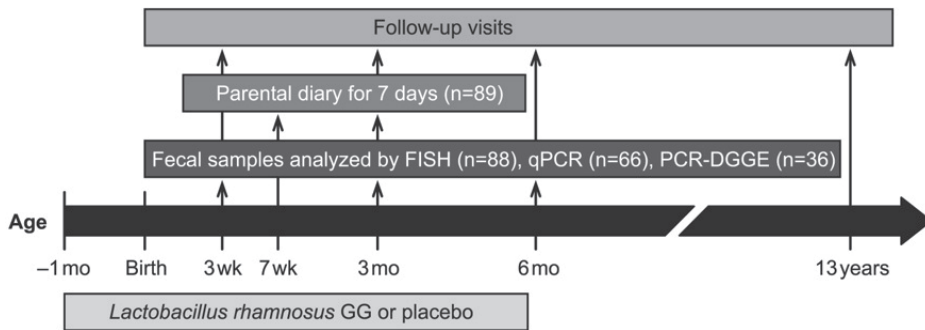 Follow-up visits
Parental diary for 7 days (n=89)
Fecal samples analyzed by FISH (n=88), qPCR (n=66), PCR-DGGE (n=36)
Age
–1 mo Birth 3 wk 7 wk 3 mo 6 mo 13 years
Lactobacillus rhamnosus GG or placebo